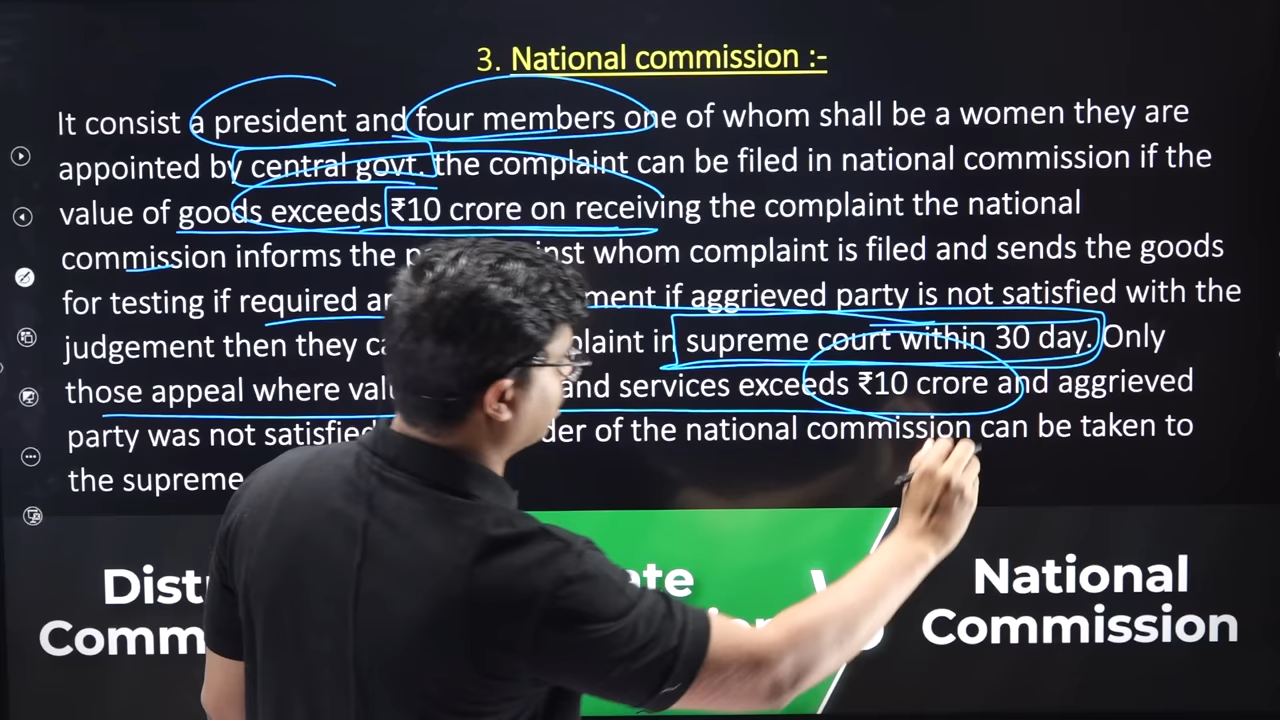 3. National commission :-
It consist a president and four members one of whom shall be a women they are
appointed by central govt. the complaint can be filed in national commission if the
value of goods exceeds ₹10 crore on receiving the complaint the national
commission informs the whom complaint is filed and sends the goods
for testing if required if aggrieved party is not satisfied with the
judgement then they in supreme court within 30 day. Only
those appeal where and services exceeds ₹10 crore and aggrieved
party was not satisfied of the national commission can be taken to
the supreme
National
Commission